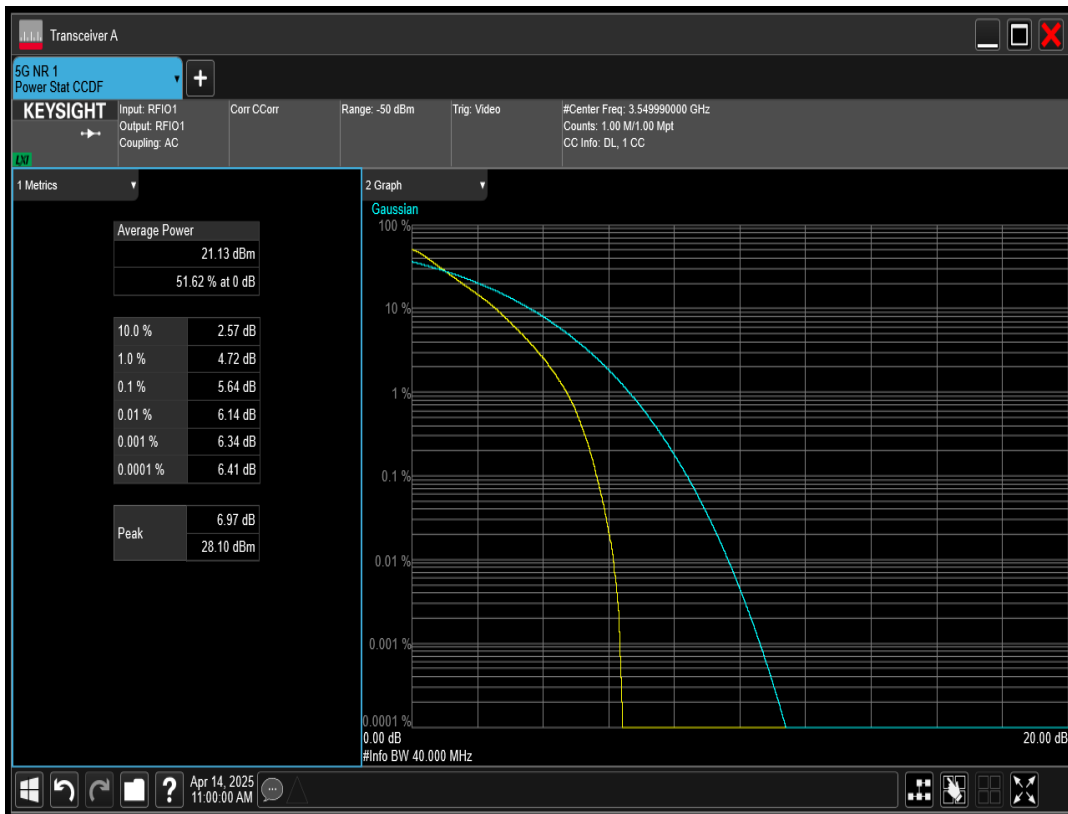 Transceiver A
5G NR 1
Power Stat CCDF
+
KEYSIGHT
LXI
Input: RFIO1
Output: RFIO1
Coupling: AC
Corr CCorr
Range: -50 dBm
Trig: Video
#Center Freq: 3.549990000 GHz
Counts: 1.00 M/1.00 Mpt
CC Info: DL, 1 CC
1 Metrics
Average Power
21.13 dBm
51.62 % at 0 dB
10.0 % 2.57 dB
1.0 % 4.72 dB
0.1 % 5.64 dB
0.01 % 6.14 dB
0.001 % 6.34 dB
0.0001 % 6.41 dB
Peak
6.97 dB
28.10 dBm
2 Graph
Gaussian
100 %
10 %
1 %
0.1 %
0.01 %
0.001 %
0.0001 %
0.00 dB 20.00 dB
#Info BW 40.000 MHz
?
Apr 14, 2025
11:00:00 AM